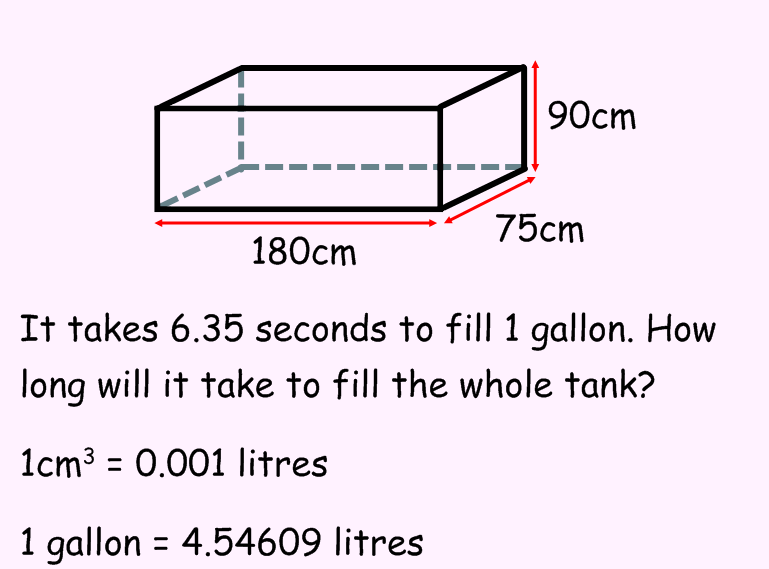 90cm
75cm
180cm
It takes 6.35 seconds to fill 1 gallon. How
long will it take to fill the whole tank?
1cm³ = 0.001 litres
1 gallon = 4.54609 litres